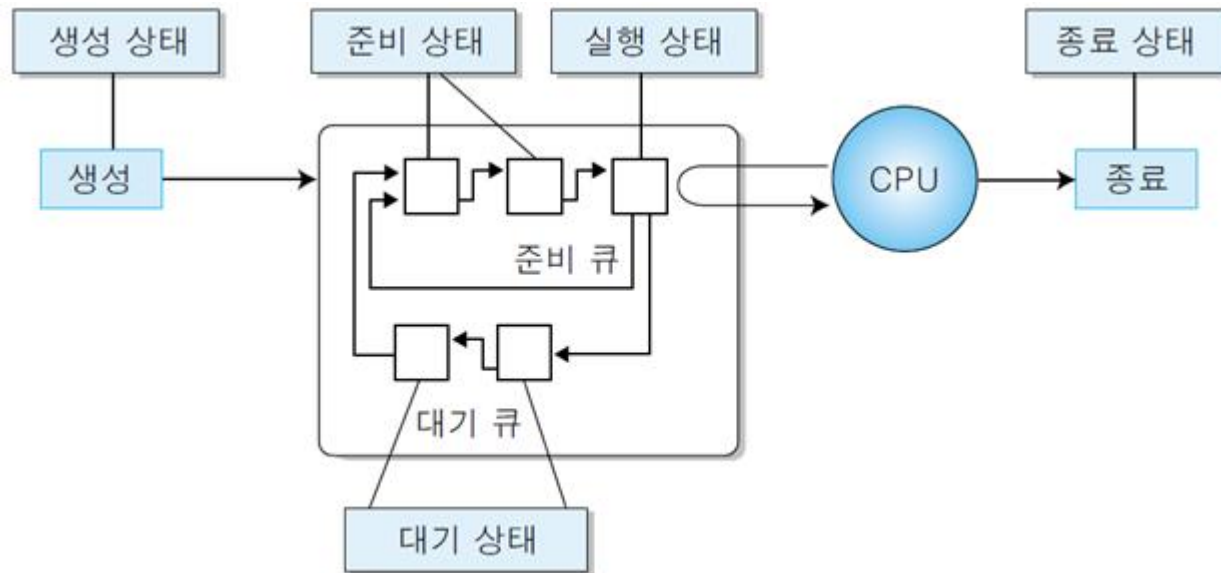 생성 상태
준비 상태
실행 상태
종료 상태
생성
CPU
종료
준비 큐
대기 큐
대기 상태